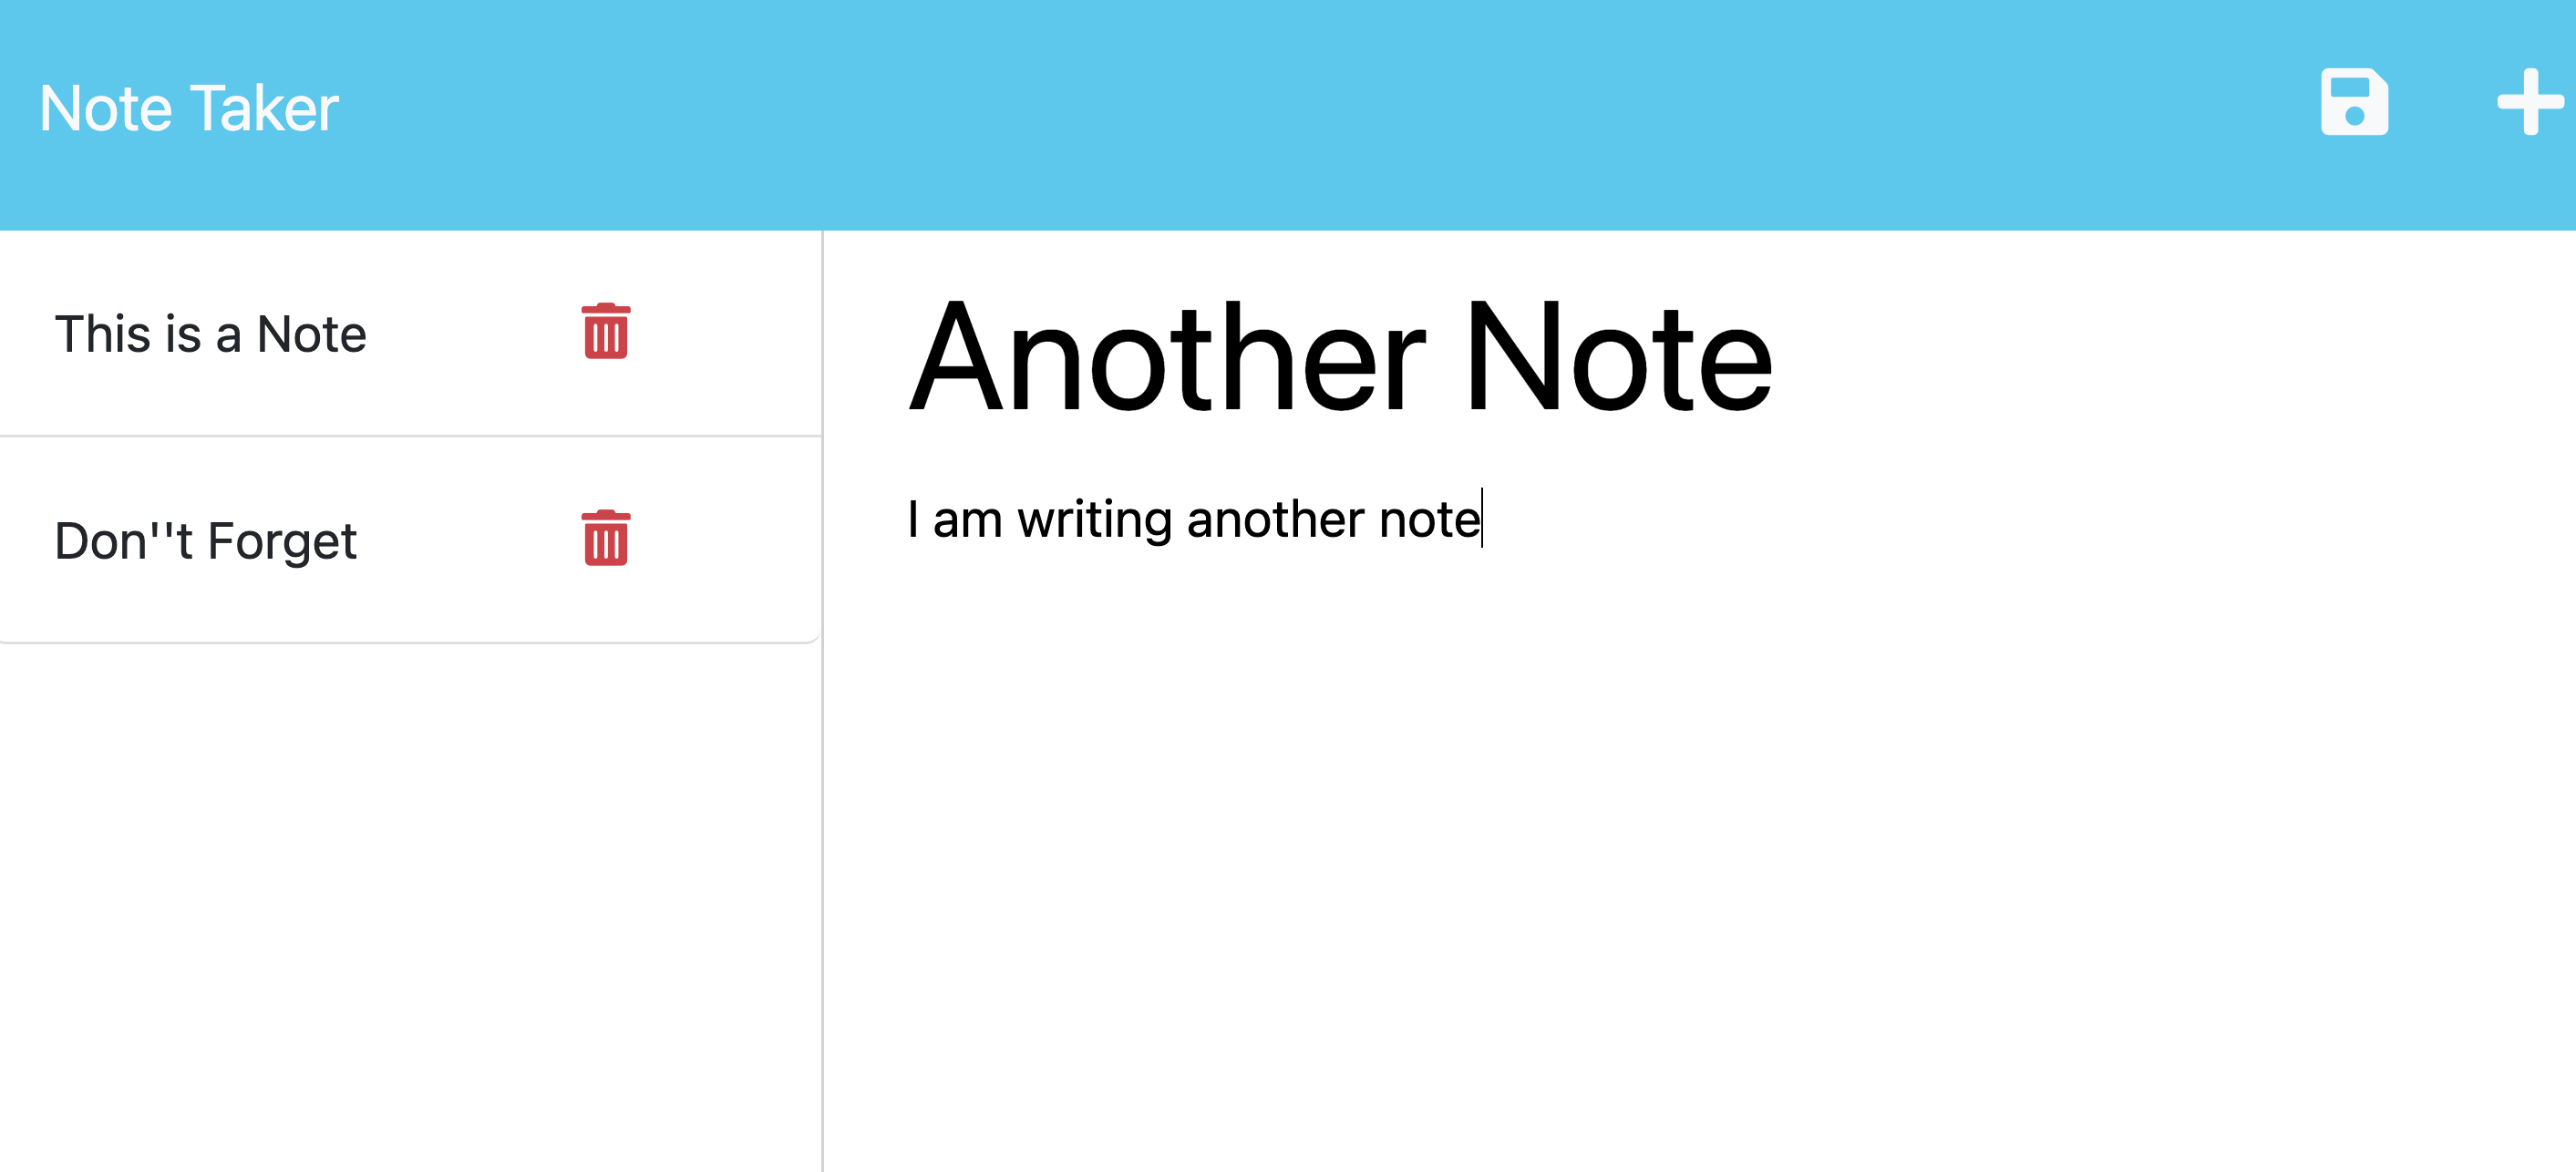 Note Taker
This is a Note
Don''t Forget
Another Note
I am writing another note